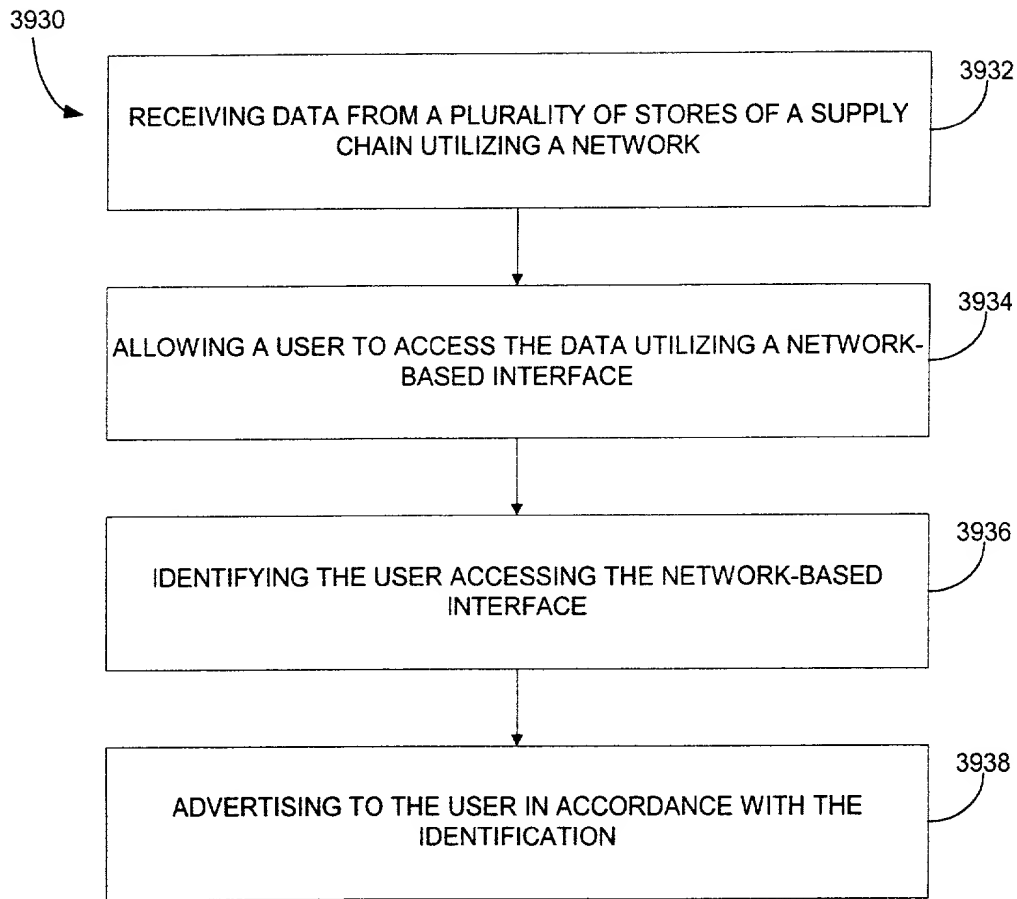 3930
3932
RECEIVING DATA FROM A PLURALITY OF STORES OF A SUPPLY
CHAIN UTILIZING A NETWORK
3934
ALLOWING A USER TO ACCESS THE DATA UTILIZING A NETWORK-
BASED INTERFACE
3936
IDENTIFYING THE USER ACCESSING THE NETWORK-BASED
INTERFACE
3938
ADVERTISING TO THE USER IN ACCORDANCE WITH THE
IDENTIFICATION